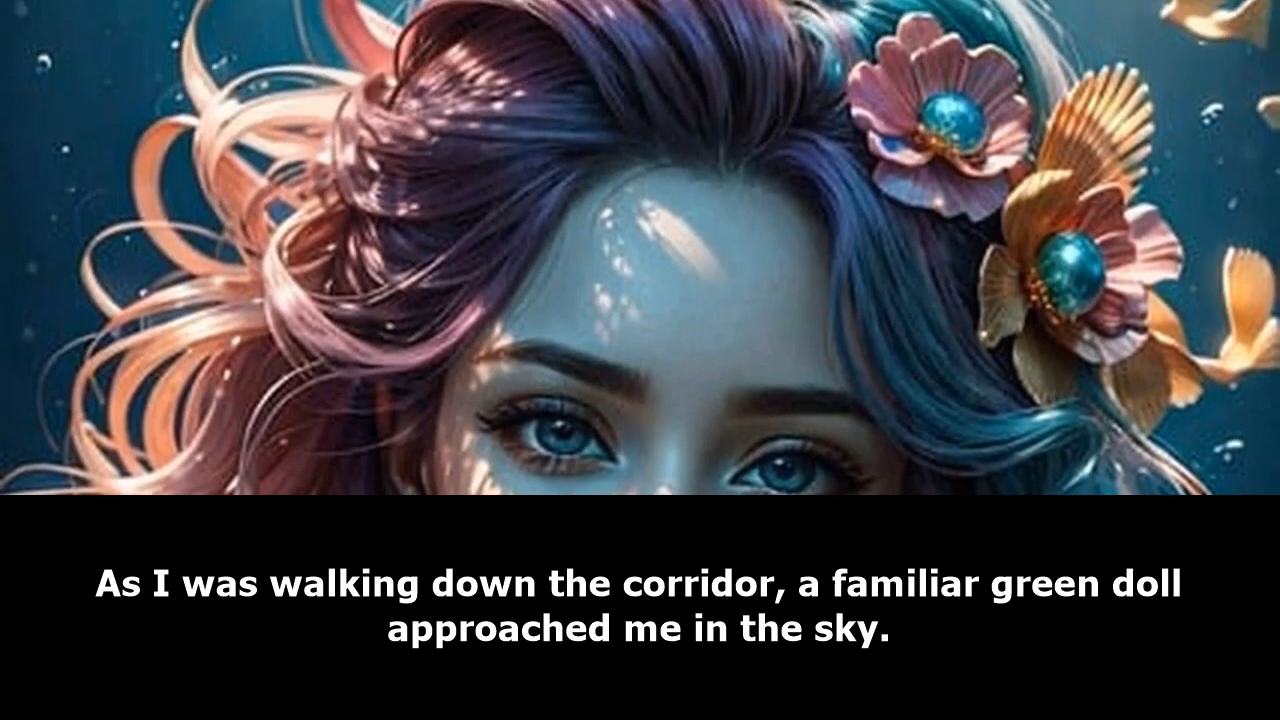 As I was walking down the corridor, a familiar green doll
approached me in the sky.